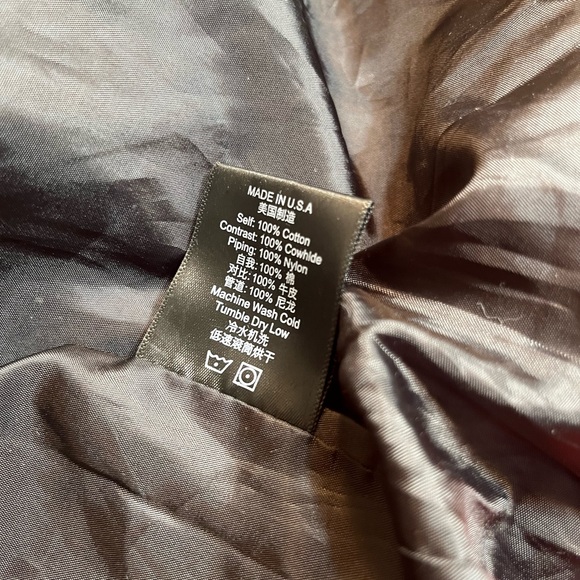 MADE IN U.S.A
美国制造
Self: 100% Cotton
Contrast: 100% Cowhide
Piping: 100% Nylon
自我: 100% 棉
对比: 100% 牛皮
管道: 100% 尼龙
Machine Wash Cold
Tumble Dry Low
冷水机洗
低速滚筒烘干